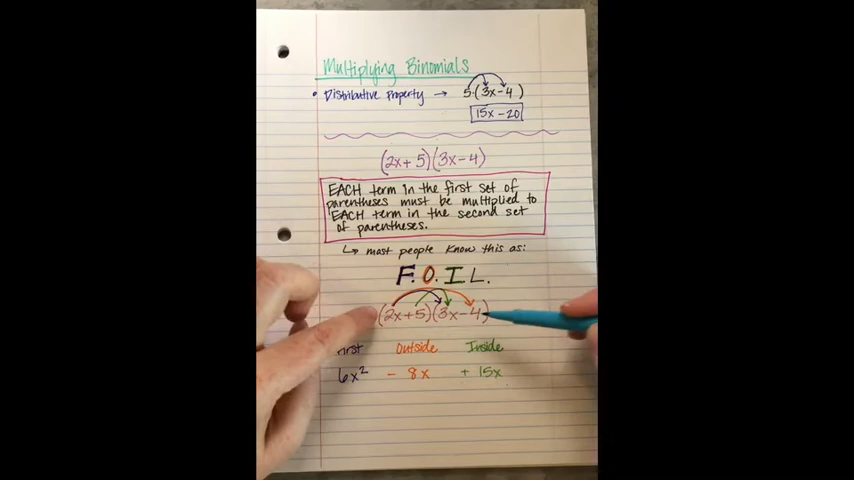 Multiplying Binomials
• Distributive Property → 5·(3x-4)
15x - 20
(2x+5)(3x-4)
EACH term in the first set of
parentheses must be multiplied to
EACH term in the second set
of parentheses.
↳ most people know this as:
F.O.I.L.
(2x+5)(3x-4)
First Outside Inside
6x² - 8x + 15x